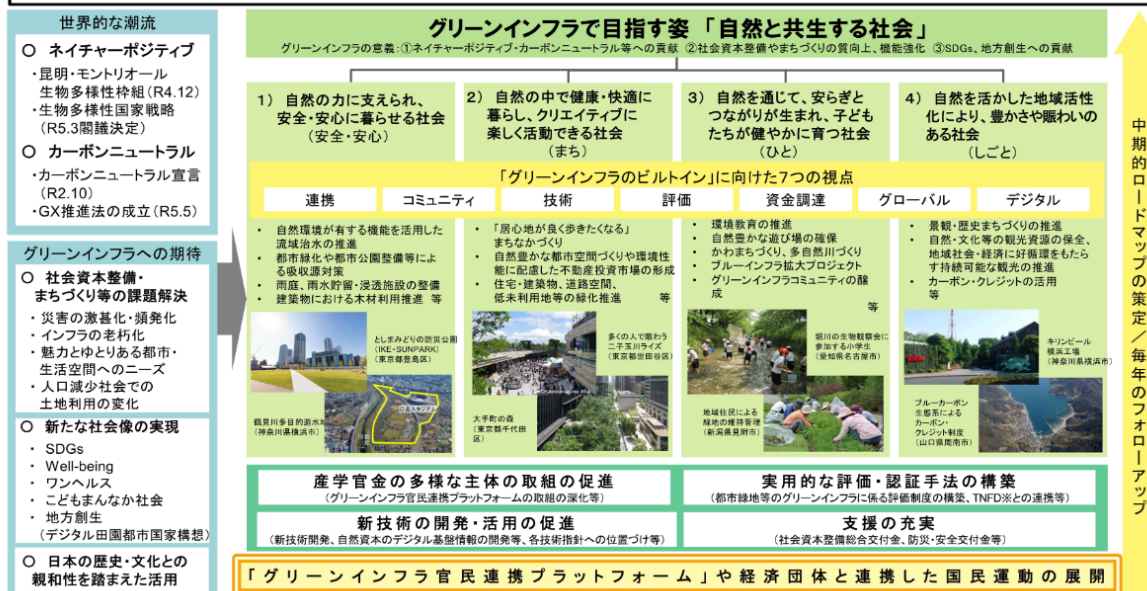 世界的な潮流
○ ネイチャーポジティブ
・昆明・モントリオール
生物多様性枠組(R4.12)
・生物多様性国家戦略
(R5.3閣議決定)
○ カーボンニュートラル
・カーボンニュートラル宣言
(R2.10)
・GX推進法の成立(R5.5)
グリーンインフラへの期待
○ 社会資本整備・
まちづくり等の課題解決
・災害の激甚化・頻発化
・インフラの老朽化
・魅力とゆとりある都市・
生活空間へのニーズ
・人口減少社会での
土地利用の変化
○ 新たな社会像の実現
・ SDGs
・ Well-being
・ ワンヘルス
・ こどもまんなか社会
・ 地方創生
(デジタル田園都市国家構想)
○ 日本の歴史・文化との
親和性を踏まえた活用
グリーンインフラで目指す姿 「自然と共生する社会」
グリーンインフラの意義:①ネイチャーポジティブ・カーボンニュートラル等への貢献 ②社会資本整備やまちづくりの質向上、機能強化 ③SDGs、地方創生への貢献
1) 自然の力に支えられ、
安全・安心に暮らせる社会
(安全・安心)
2) 自然の中で健康・快適に
暮らし、クリエイティブに
楽しく活動できる社会
(まち)
3) 自然を通じて、安らぎと
つながりが生まれ、子ども
たちが健やかに育つ社会
(ひと)
4) 自然を活かした地域活性
化により、豊かさや賑わいの
ある社会
(しごと)
「グリーンインフラのビルトイン」に向けた7つの視点
連携
コミュニティ
技術
評価
資金調達
グローバル
デジタル
• 自然環境が有する機能を活用した
流域治水の推進
• 都市緑化や都市公園整備等によ
る吸収源対策
• 雨庭、雨水貯留・浸透施設の整備
• 建築物における木材利用推進 等
としまみどりの防災公園
(IKE・SUNPARK)
(東京都豊島区)
鶴見川多目的遊水地
(神奈川県横浜市)
• 「居心地が良く歩きたくなる」
まちなかづくり
• 自然豊かな都市空間づくりや環境性
能に配慮した不動産投資市場の形成
• 住宅・建築物、道路空間、
低未利用地等の緑化推進 等
多くの人で賑わう
二子玉川ライズ
(東京都世田谷区)
大手町の森
(東京都千代田
区)
• 環境教育の推進
• 自然豊かな遊び場の確保
• かわまちづくり、多自然川づくり
• ブルーインフラ拡大プロジェクト
• グリーンインフラコミュニティの醸
成
等
堀川の生物観察会に
参加する小学生
(愛知県名古屋市)
地域住民による
緑地の維持管理
(新潟県見附市)
• 景観・歴史まちづくりの推進
• 自然・文化等の観光資源の保全、
地域社会・経済に好循環をもたら
す持続可能な観光の推進
• カーボン・クレジットの活用
等
キリンビール
横浜工場
(神奈川県横浜市)
ブルーカーボン
生態系による
カーボン・
クレジット制度
(山口県周南市)
産学官金の多様な主体の取組の促進
(グリーンインフラ官民連携プラットフォームの取組の深化等)
実用的な評価・認証手法の構築
(都市緑地等のグリーンインフラに係る評価制度の構築、TNFD※との連携等)
新技術の開発・活用の促進
(新技術開発、自然資本のデジタル基盤情報の開発等、各技術指針への位置づけ等)
支援の充実
(社会資本整備総合交付金、防災・安全交付金等)
「グリーンインフラ官民連携プラットフォーム」や経済団体と連携した国民運動の展開
中期的ロードマップの策定/毎年のフォローアップ